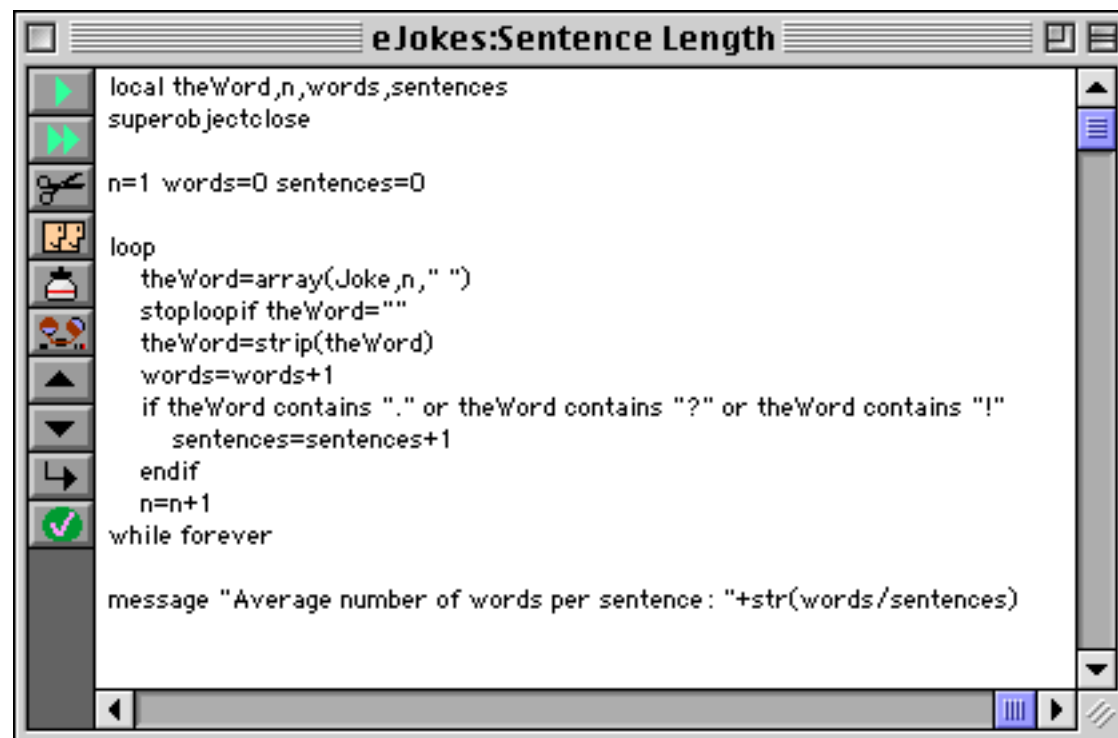 eJokes:Sentence Length
local theWord,n,words,sentences
superobjectclose
n=1 words=0 sentences=0
loop
theWord=array(Joke,n," ")
stoploopif theWord=""
theWord=strip(theWord)
words=words+1
if theWord contains "." or theWord contains "?" or theWord contains "!"
sentences=sentences+1
endif
n=n+1
while forever
message "Average number of words per sentence: "+str(words/sentences)